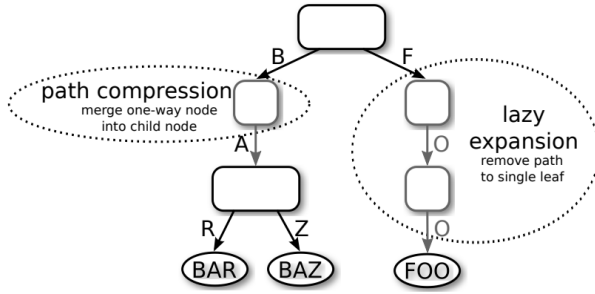 B
F
path compression
merge one-way node
into child node
lazy
expansion
remove path
to single leaf
A
O
R
Z
O
BAR
BAZ
FOO